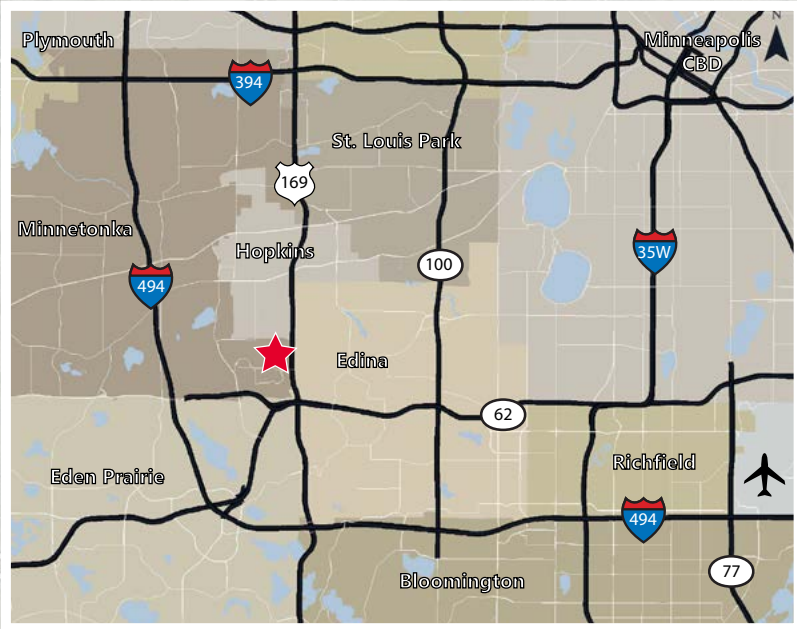 N
Plymouth
Minneapolis
CBD
394
St. Louis Park
169
Minnetonka
Hopkins
35W
100
494
Edina
62
Richfield
Eden Prairie
494
77
Bloomington